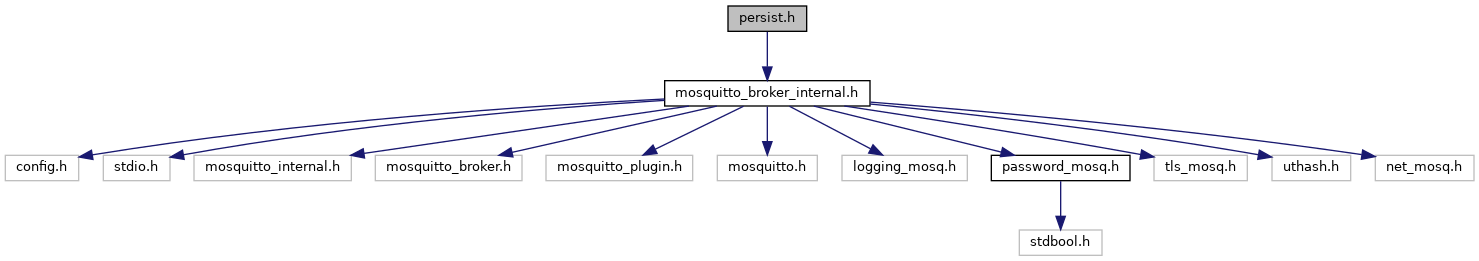 persist.h
mosquitto_broker_internal.h
config.h
stdio.h
mosquitto_internal.h
mosquitto_broker.h
mosquitto_plugin.h
mosquitto.h
logging_mosq.h
password_mosq.h
tls_mosq.h
uthash.h
net_mosq.h
stdbool.h